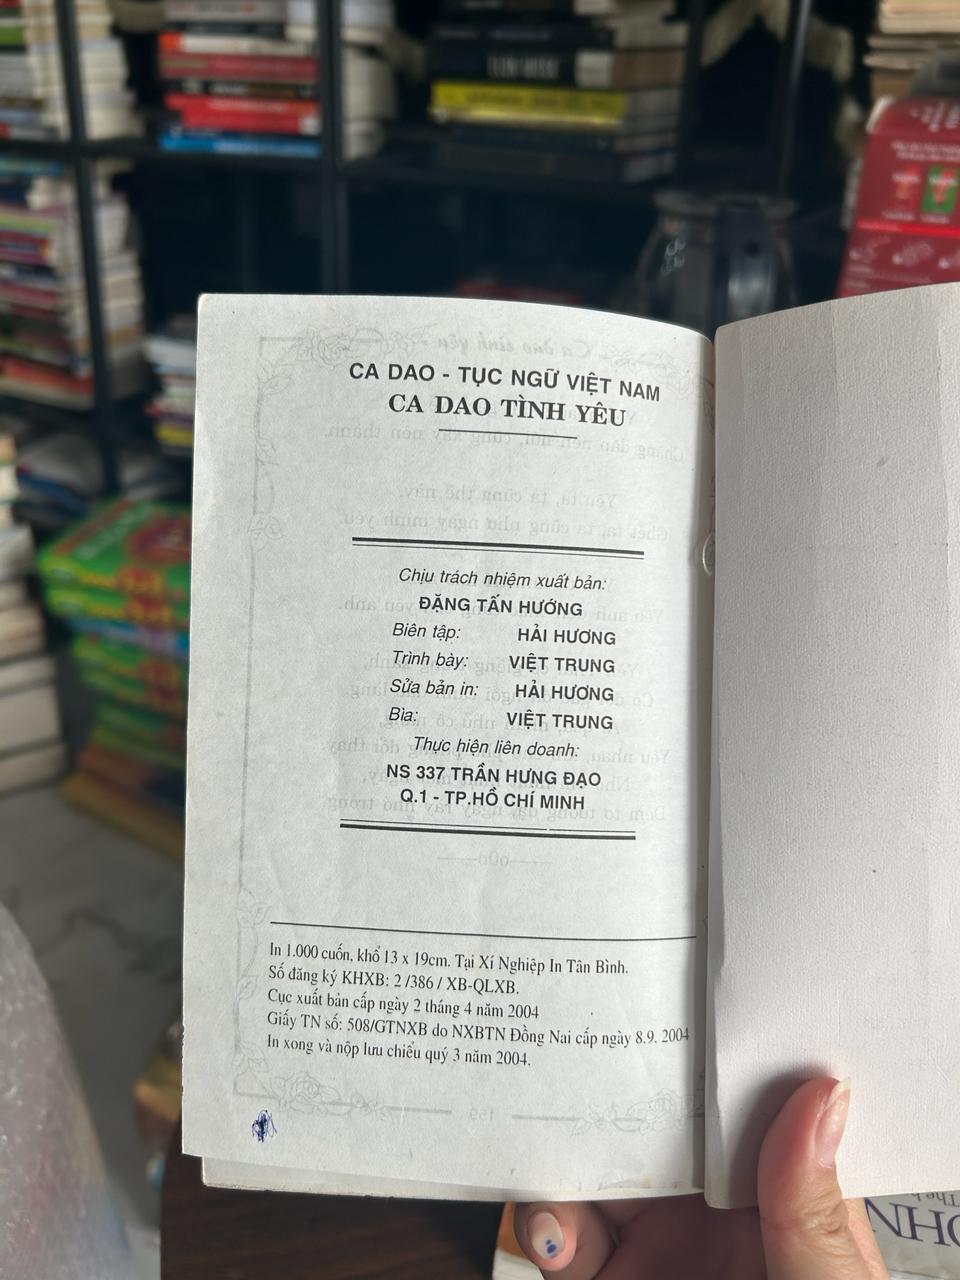 CA DAO - TỤC NGỮ VIỆT NAM
CA DAO TÌNH YÊU
Chịu trách nhiệm xuất bản:
ĐẶNG TẤN HƯỚNG
Biên tập: HẢI HƯƠNG
Trình bày: VIỆT TRUNG
Sửa bản in: HẢI HƯƠNG
Bìa: VIỆT TRUNG
Thực hiện liên doanh:
NS 337 TRẦN HƯNG ĐẠO
Q.1 - TP.HỒ CHÍ MINH
In 1.000 cuốn, khổ 13 x 19cm. Tại Xí Nghiệp In Tân Bình.
Số đăng ký KHXB: 2 /386 / XB-QLXB.
Cục xuất bản cấp ngày 2 tháng 4 năm 2004
Giấy TN số: 508/GTNXB do NXBTN Đồng Nai cấp ngày 8.9. 2004
In xong và nộp lưu chiểu quý 3 năm 2004.